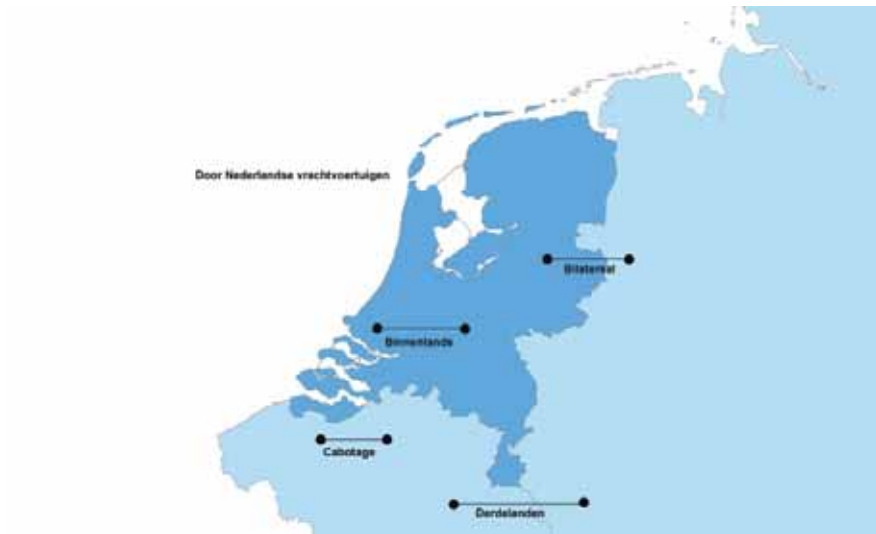 Door Nederlandse vrachtvoertuigen
Bilateraal
Binnenlands
Cabotage
Derdelanden